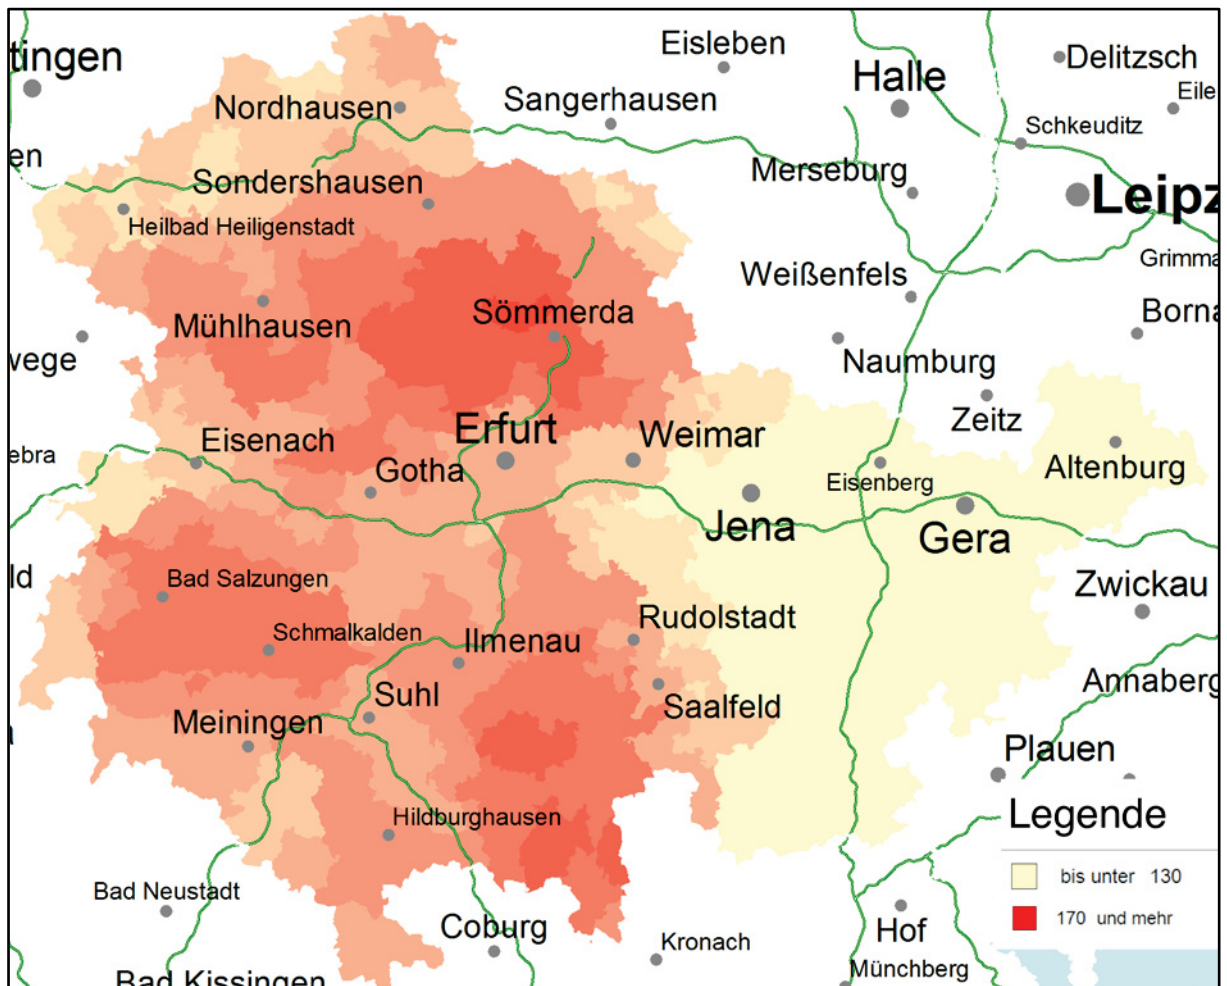 tingen
Eisleben
Delitzsch
Halle
Eile
Nordhausen
Sangerhausen
Schkeuditz
en
Merseburg
Sondershausen
Leipz
Heilbad Heiligenstadt
Grimma
Weißenfels
Sömmerda
Borna
Mühlhausen
wege
Naumburg
Zeitz
Erfurt
Weimar
Eisenach
ebra
Gotha
Altenburg
Eisenberg
Jena
Gera
ld
Bad Salzungen
Zwickau
Rudolstadt
Schmalkalden
Ilmenau
Annaberg
Suhl
Saalfeld
Meiningen
Plauen
Legende
Hildburghausen
bis unter 130
Bad Neustadt
170 und mehr
Coburg
Hof
Kronach
Münchberg
Bad Kissingen